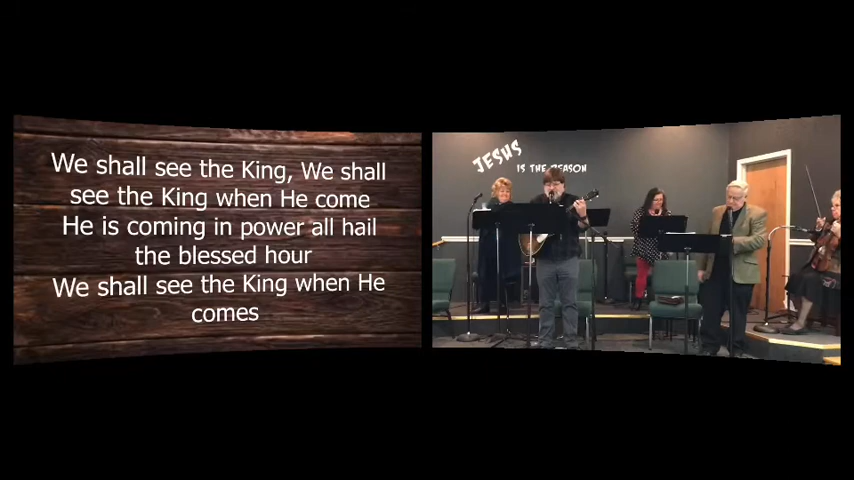 We shall see the King, We shall
see the King when He come
He is coming in power all hail
the blessed hour
We shall see the King when He
comes
JESUS
IS THE REASON